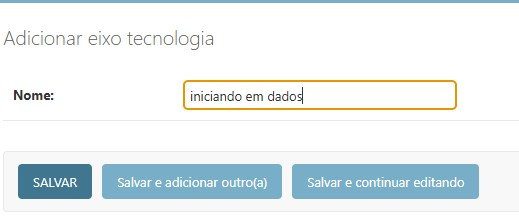 Adicionar eixo tecnologia
Nome: iniciando em dados
SALVAR Salvar e adicionar outro(a) Salvar e continuar editando